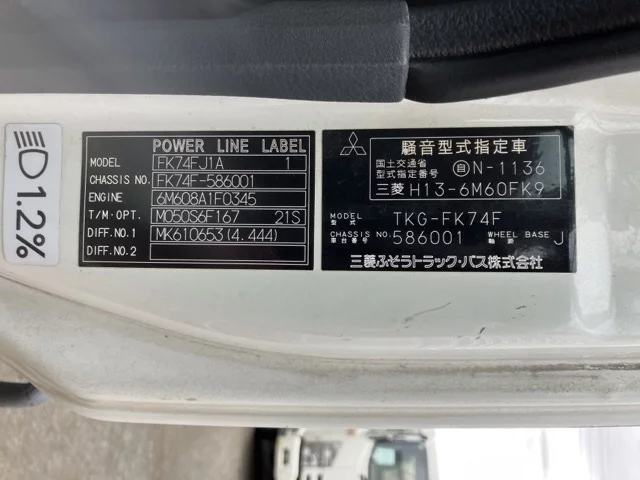 1.2%
POWER LINE LABEL
MODEL FK74FJ1A 1
CHASSIS NO. FK74F-586001
ENGINE 6M608A1F0345
T/M・OPT. M050S6F167 21S
DIFF.NO.1 MK610653(4.444)
DIFF.NO.2
騒音型式指定車
国土交通省
型式指定番号 自N-1136
三菱 H13-6M60FK9
MODEL 型式 TKG-FK74F
CHASSIS NO. 車台番号 586001 WHEEL BASE 軸距 J
三菱ふそうトラック・バス株式会社